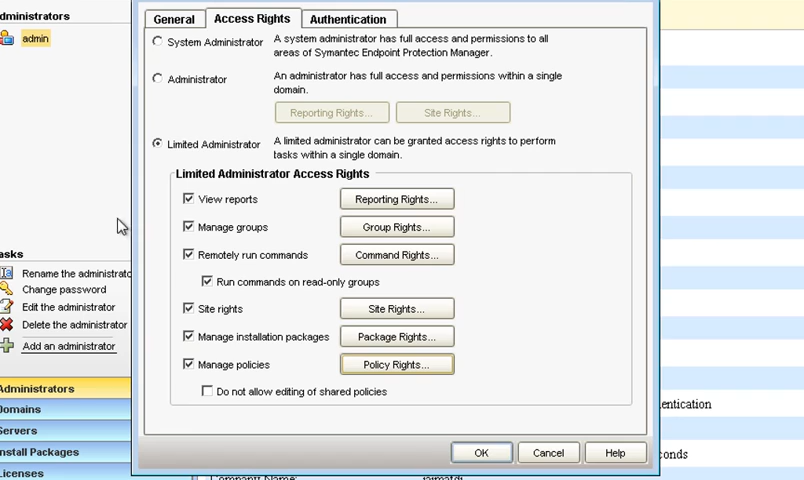 Administrators
admin
asks
Rename the administrato
Change password
Edit the administrator
Delete the administrator
Add an administrator
Administrators
Domains
Servers
nstall Packages
Licenses
General
Access Rights
Authentication
System Administrator
A system administrator has full access and permissions to all
areas of Symantec Endpoint Protection Manager.
Administrator
An administrator has full access and permissions within a single
domain.
Reporting Rights...
Site Rights...
Limited Administrator
A limited administrator can be granted access rights to perform
tasks within a single domain.
Limited Administrator Access Rights
View reports
Reporting Rights...
Manage groups
Group Rights...
Remotely run commands
Command Rights...
Run commands on read-only groups
Site rights
Site Rights...
Manage installation packages
Package Rights...
Manage policies
Policy Rights...
Do not allow editing of shared policies
OK
Cancel
Help
entication
conds